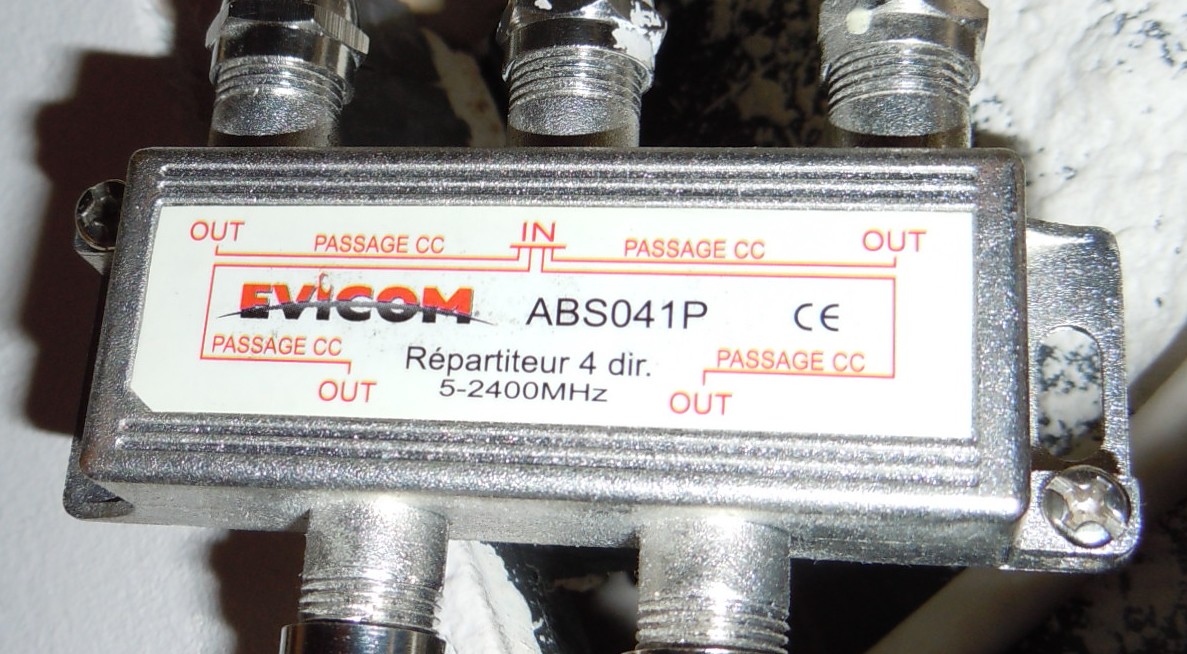 OUT PASSAGE CC IN PASSAGE CC OUT
EVICOM ABS041P CE
PASSAGE CC Répartiteur 4 dir. PASSAGE CC
OUT 5-2400MHz OUT